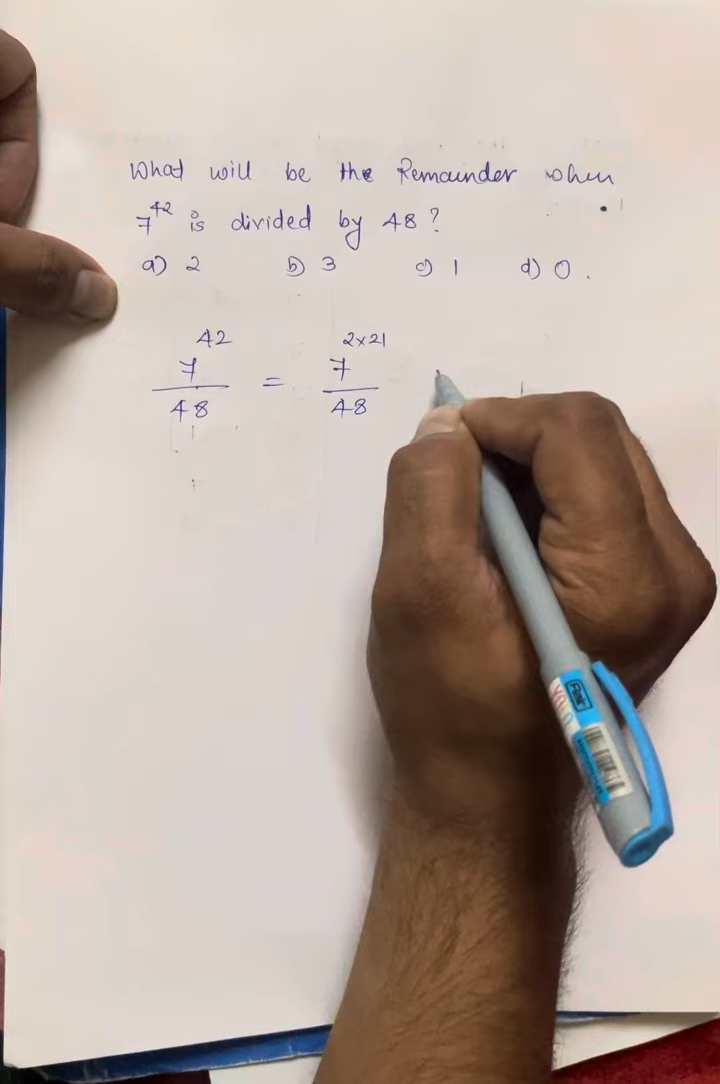 What will be the Remainder when
7^42 is divided by 48?
a) 2 b) 3 c) 1 d) 0.
7^42 / 48 = 7^2×21 / 48
Flair